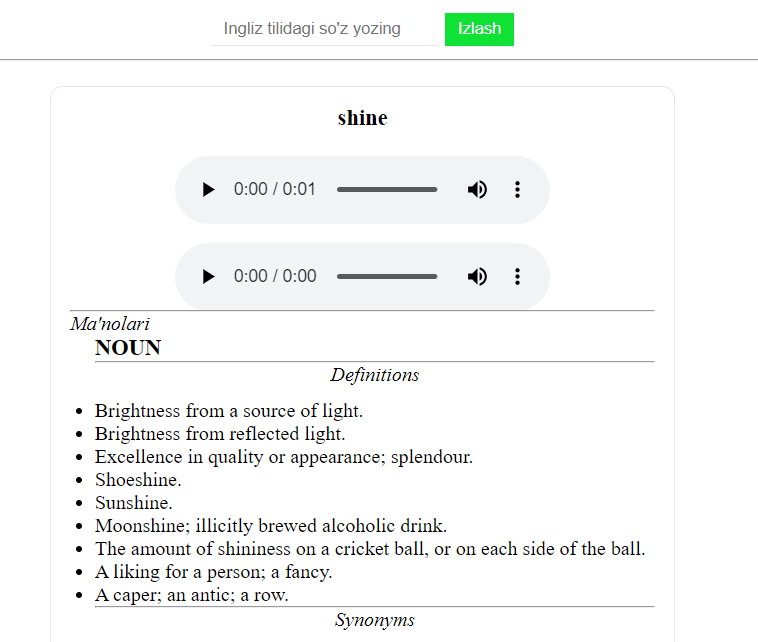 Ingliz tilidagi so'z yozing Izlash
shine
0:00 / 0:01
0:00 / 0:00
Ma'nolari
NOUN
Definitions
Brightness from a source of light.
Brightness from reflected light.
Excellence in quality or appearance; splendour.
Shoeshine.
Sunshine.
Moonshine; illicitly brewed alcoholic drink.
The amount of shininess on a cricket ball, or on each side of the ball.
A liking for a person; a fancy.
A caper; an antic; a row.
Synonyms